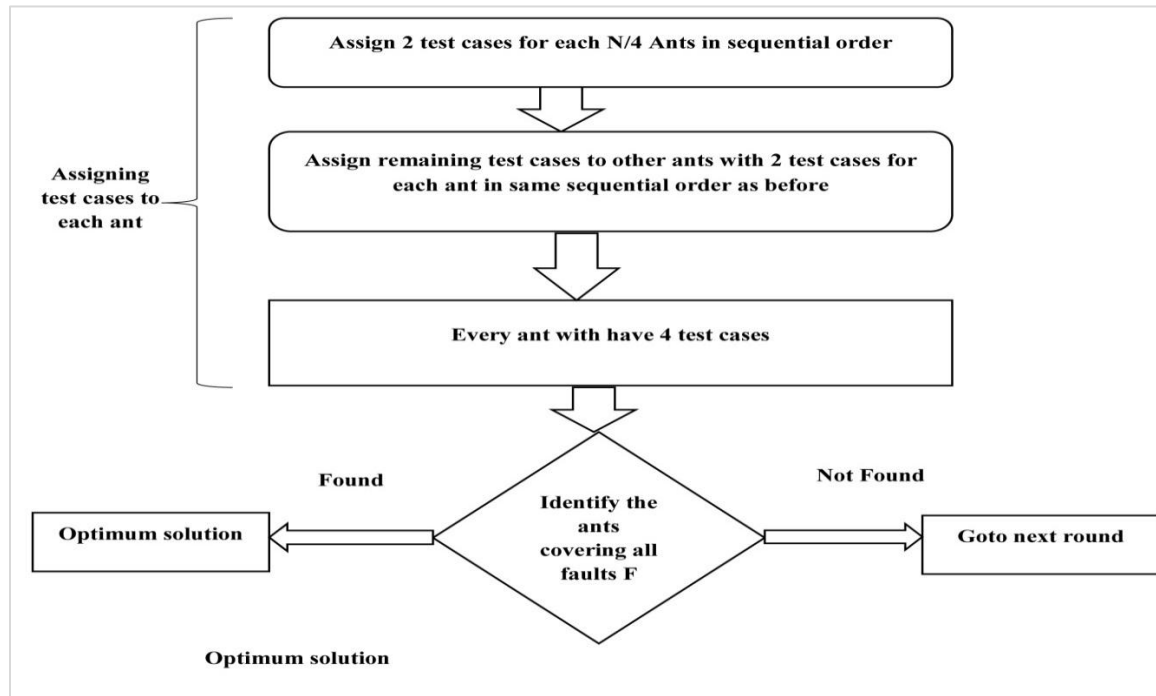 Assign 2 test cases for each N/4 Ants in sequential order
Assign remaining test cases to other ants with 2 test cases for
each ant in same sequential order as before
Assigning
test cases to
each ant
Every ant with have 4 test cases
Found
Not Found
Identify the
ants
covering all
faults F
Optimum solution
Goto next round
Optimum solution